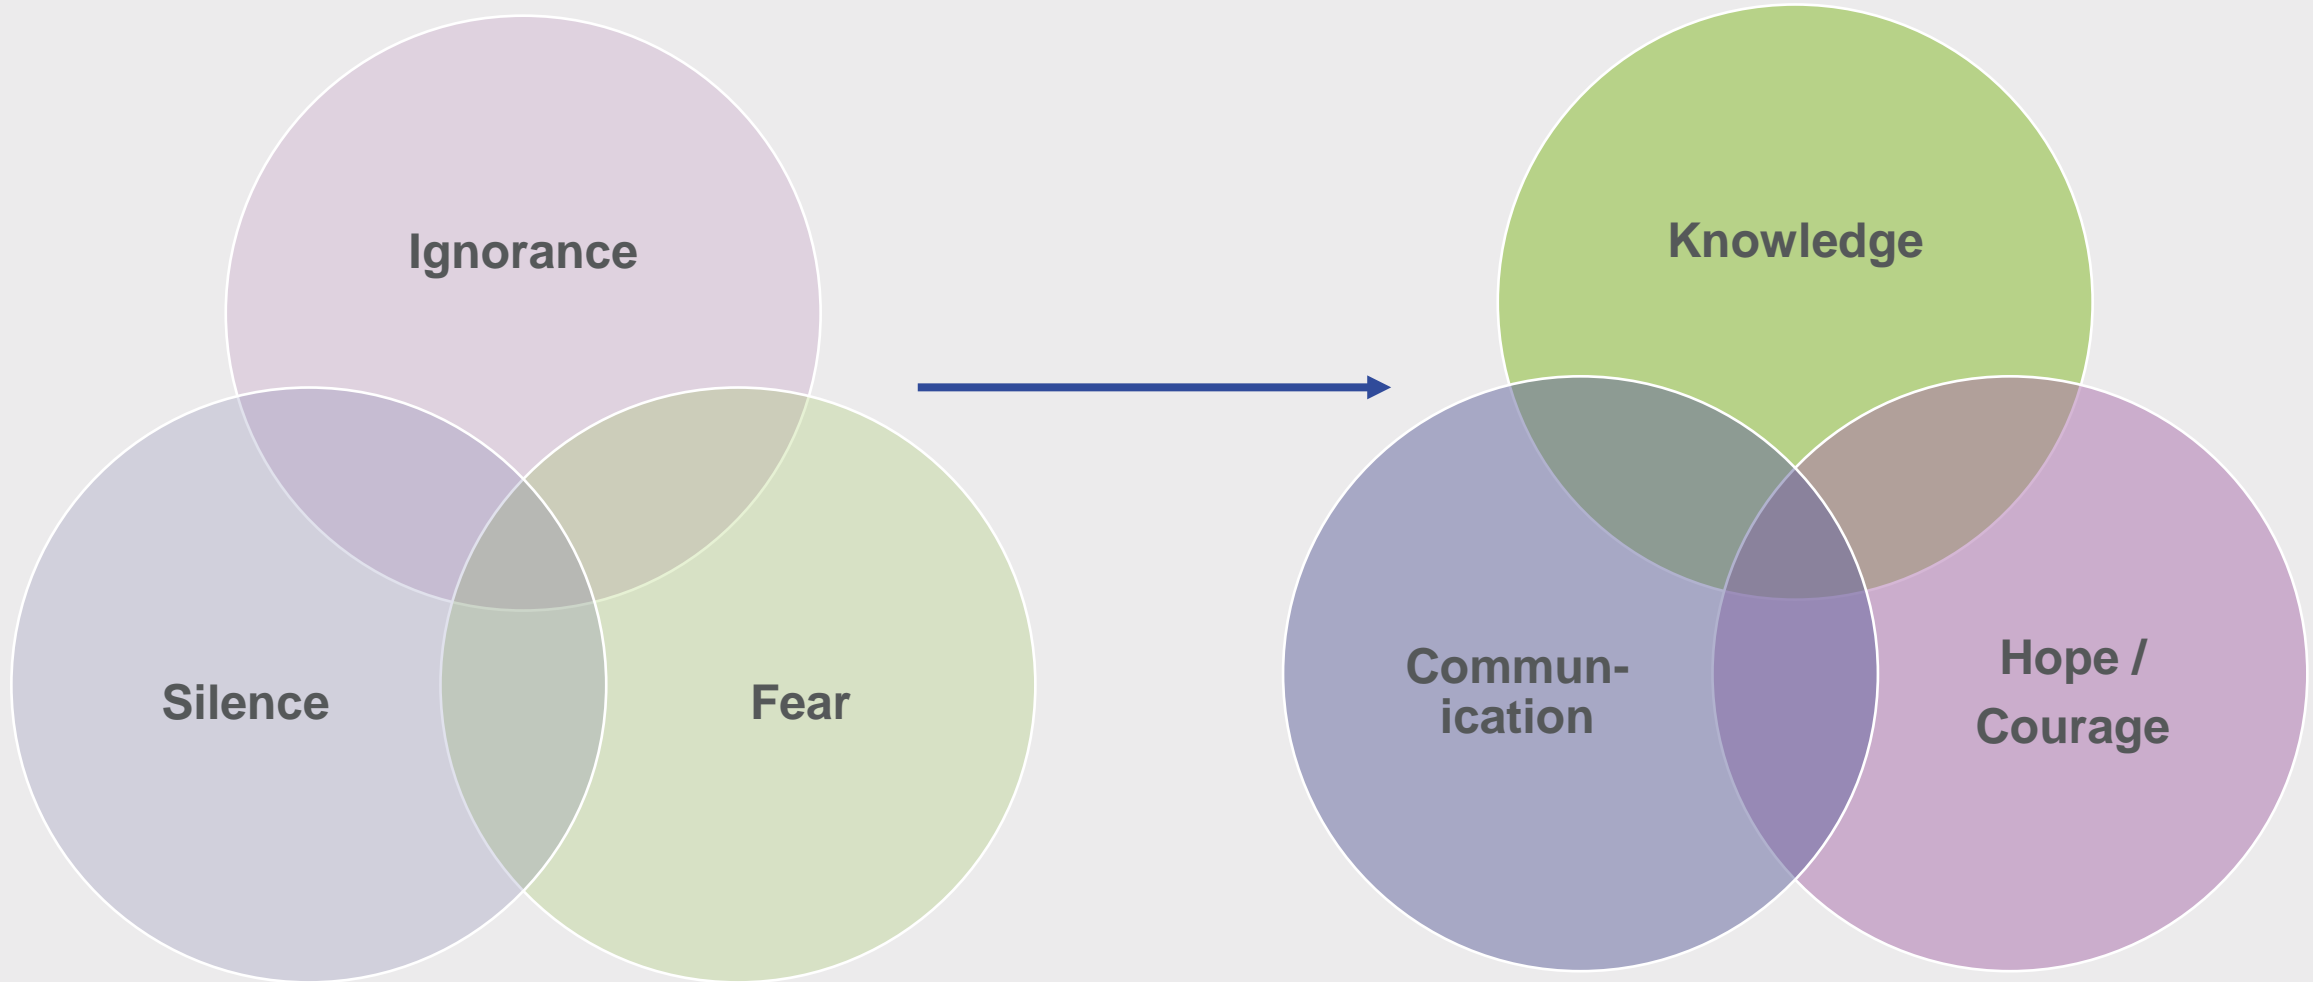 Ignorance
Silence
Fear
Knowledge
Commun-
ication
Hope /
Courage